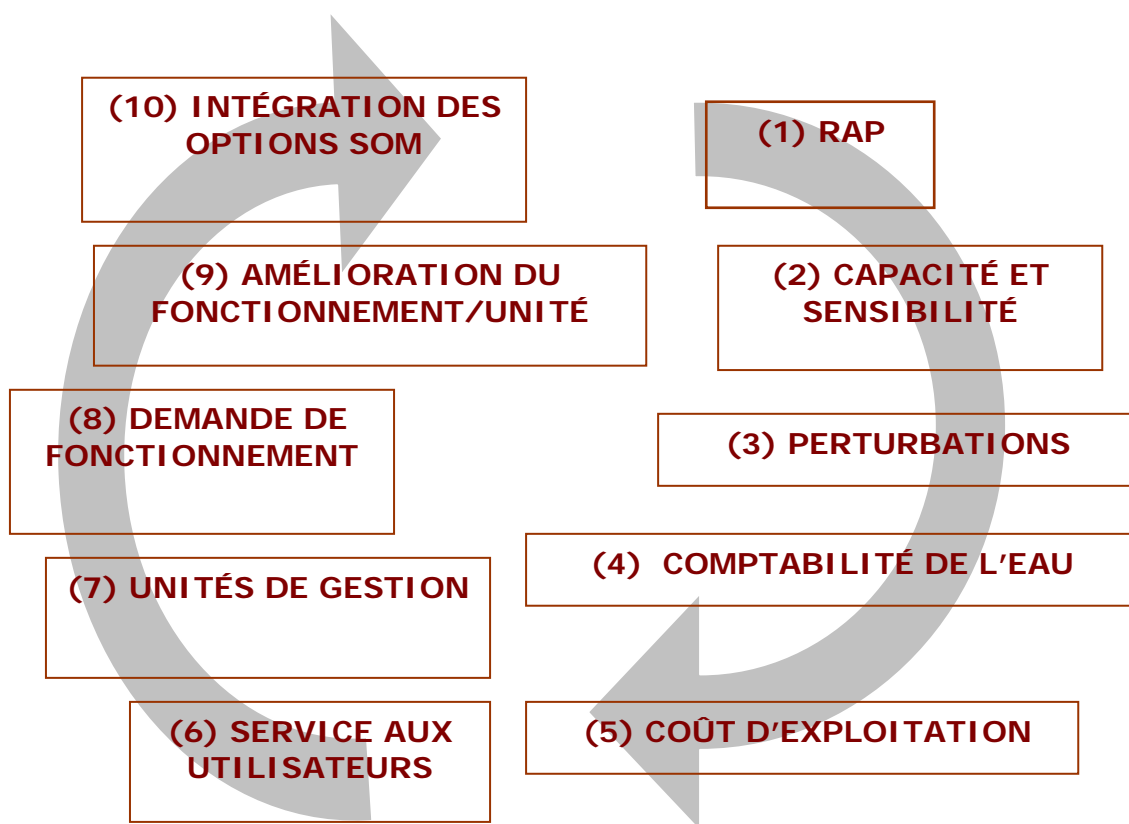 (1) RAP
(2) CAPACITÉ ET
SENSIBILITÉ
(3) PERTURBATIONS
(4) COMPTABILITÉ DE L'EAU
(5) COÛT D'EXPLOITATION
(6) SERVICE AUX
UTILISATEURS
(7) UNITÉS DE GESTION
(8) DEMANDE DE
FONCTIONNEMENT
(9) AMÉLIORATION DU
FONCTIONNEMENT/UNITÉ
(10) INTÉGRATION DES
OPTIONS SOM